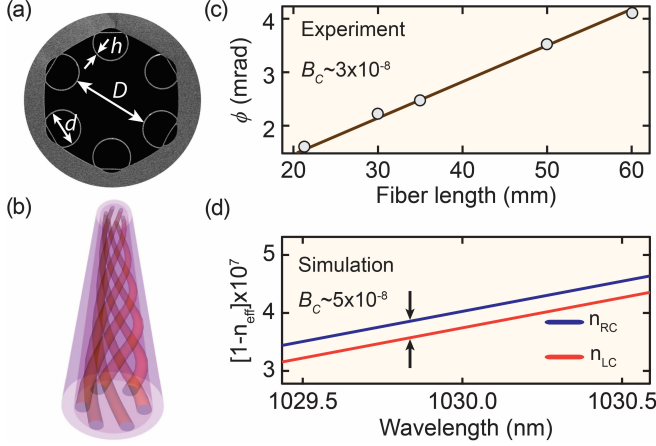 (a)
h
D
d
(b)
(c)
Experiment
B_C~3x10^-8
ϕ (mrad)
4
3
2
20
30
40
50
60
Fiber length (mm)
(d)
Simulation
B_C~5x10^-8
[1-n_eff]x10^7
5
4
3
n_RC
n_LC
1029.5
1030.0
1030.5
Wavelength (nm)